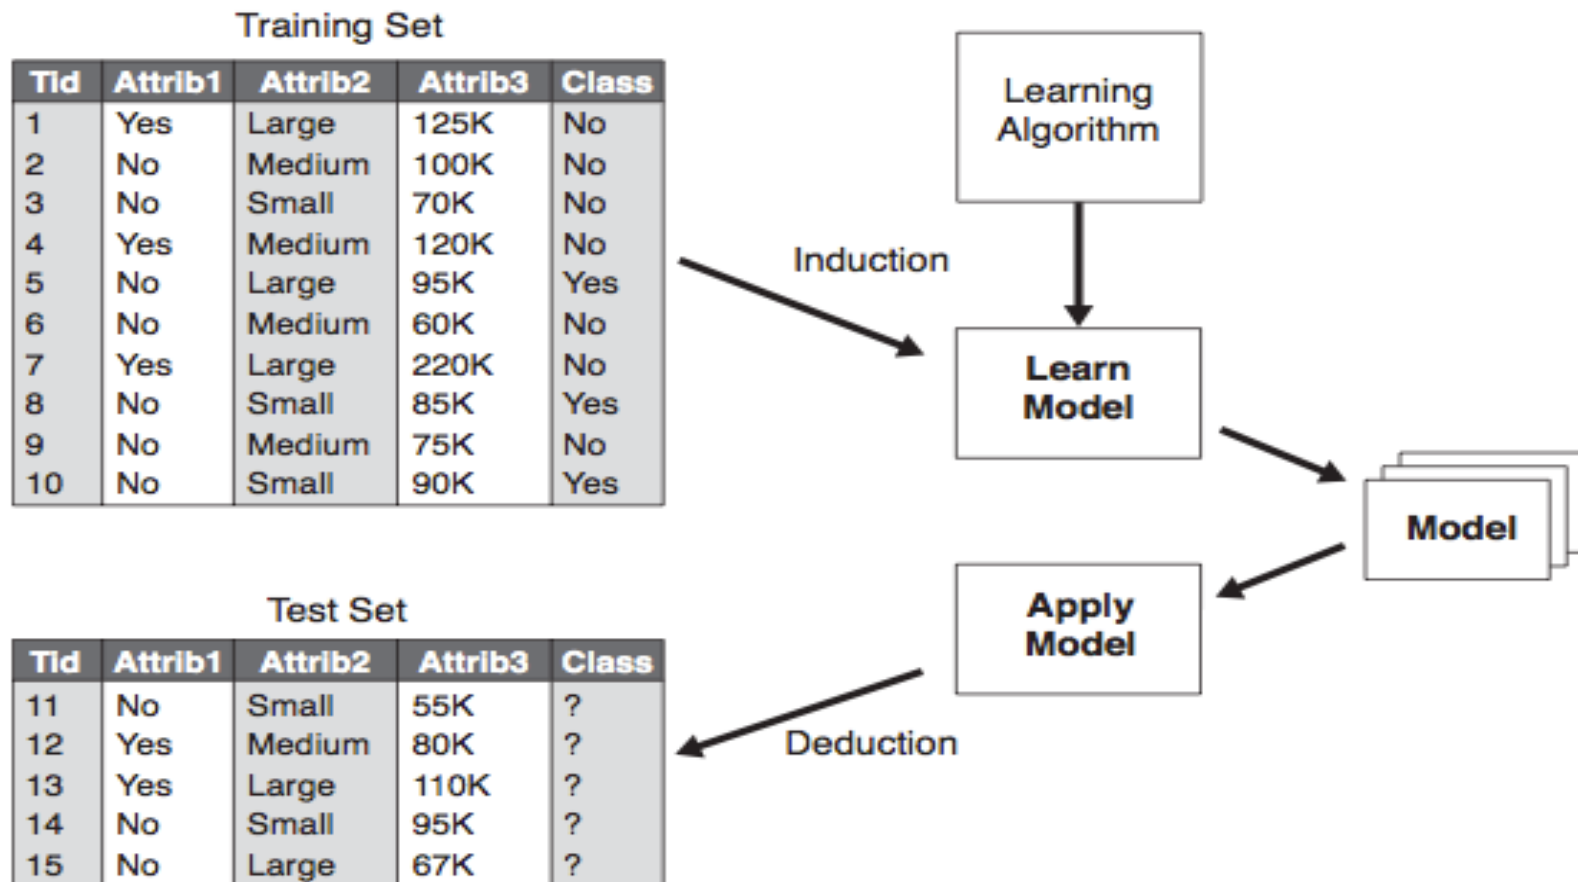 Training Set
Tid Attrib1 Attrib2 Attrib3 Class
1 Yes Large 125K No
2 No Medium 100K No
3 No Small 70K No
4 Yes Medium 120K No
5 No Large 95K Yes
6 No Medium 60K No
7 Yes Large 220K No
8 No Small 85K Yes
9 No Medium 75K No
10 No Small 90K Yes
Learning
Algorithm
Induction
Learn
Model
Model
Apply
Model
Deduction
Test Set
Tid Attrib1 Attrib2 Attrib3 Class
11 No Small 55K ?
12 Yes Medium 80K ?
13 Yes Large 110K ?
14 No Small 95K ?
15 No Large 67K ?